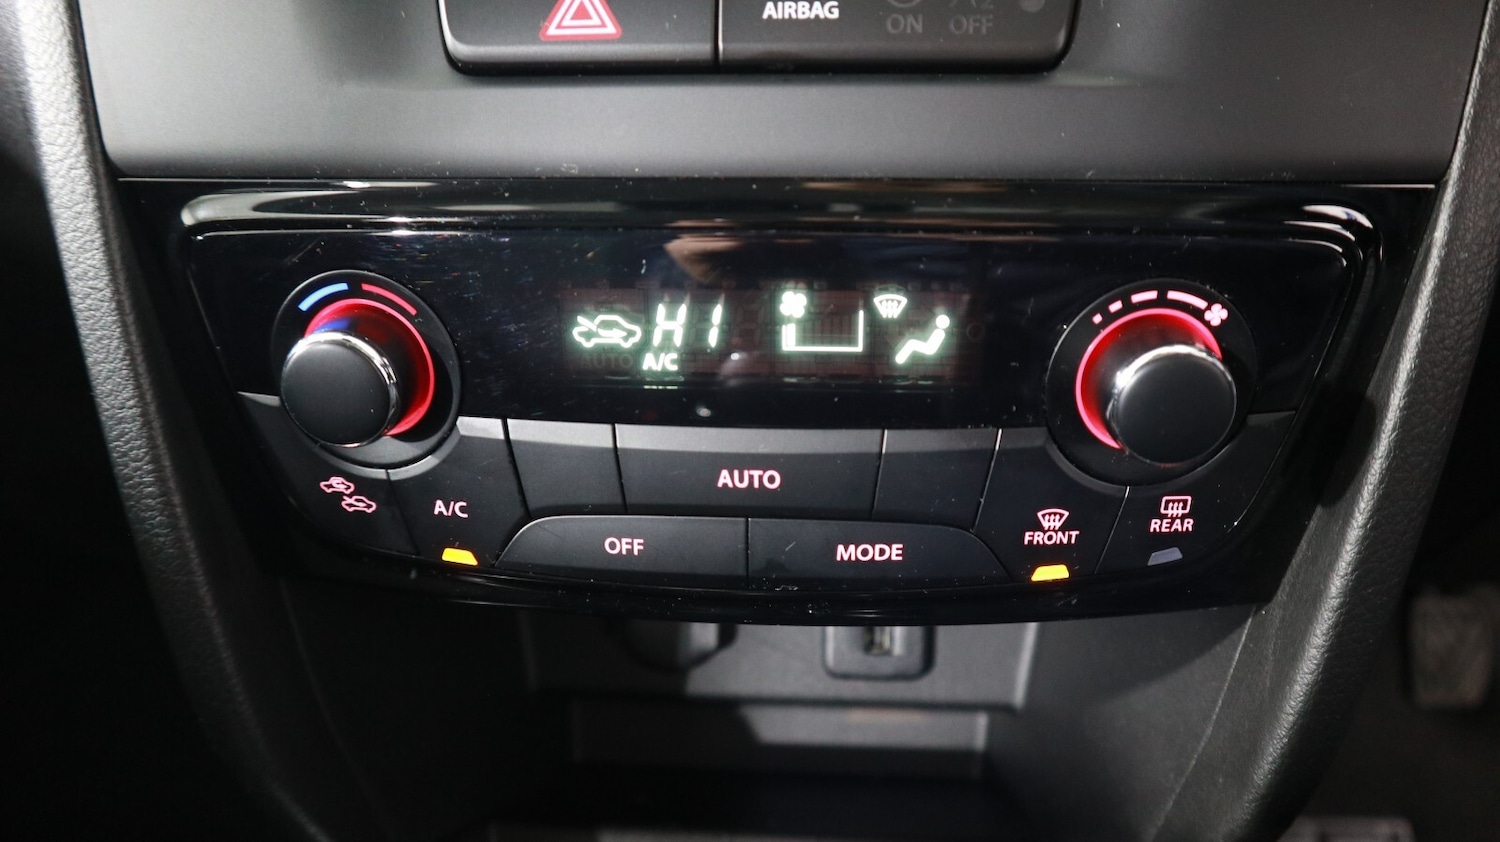 AIRBAG
ON OFF
HI
AUTO
A/C
AUTO
A/C
OFF
MODE
FRONT
REAR